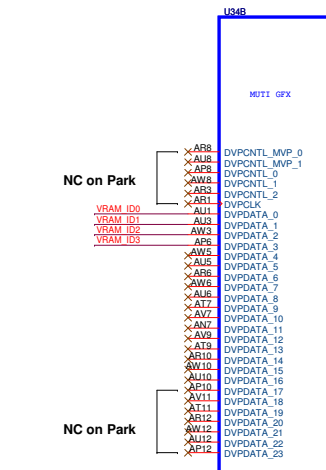 U34B
MUTI GFX
AR8 DVPCNTL_MVP_0
AU8 DVPCNTL_MVP_1
AP8 DVPCNTL_0
NC on Park
AW8 DVPCNTL_1
AR3 DVPCNTL_2
AR1 DVPCLK
VRAM_ID0 AU1 DVPDATA_0
VRAM_ID1 AU3 DVPDATA_1
VRAM_ID2 AW3 DVPDATA_2
VRAM_ID3 AP6 DVPDATA_3
AW5 DVPDATA_4
AU5 DVPDATA_5
AR6 DVPDATA_6
AW6 DVPDATA_7
AU6 DVPDATA_8
AT7 DVPDATA_9
AV7 DVPDATA_10
AN7 DVPDATA_11
AV9 DVPDATA_12
AT9 DVPDATA_13
AR10 DVPDATA_14
AW10 DVPDATA_15
AU10 DVPDATA_16
AP10 DVPDATA_17
AV11 DVPDATA_18
AT11 DVPDATA_19
AR12 DVPDATA_20
NC on Park
AW12 DVPDATA_21
AU12 DVPDATA_22
AP12 DVPDATA_23